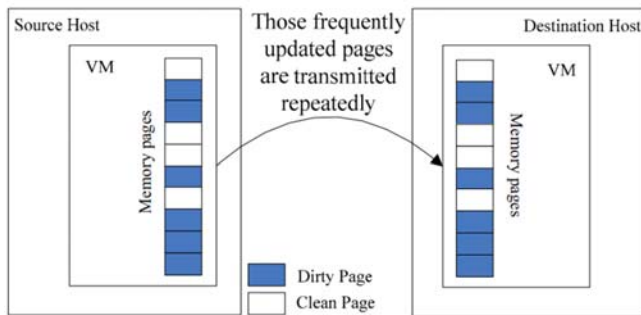 Source Host
VM
Memory pages
Those frequently
updated pages
are transmitted
repeatedly
Destination Host
VM
Memory pages
Dirty Page
Clean Page